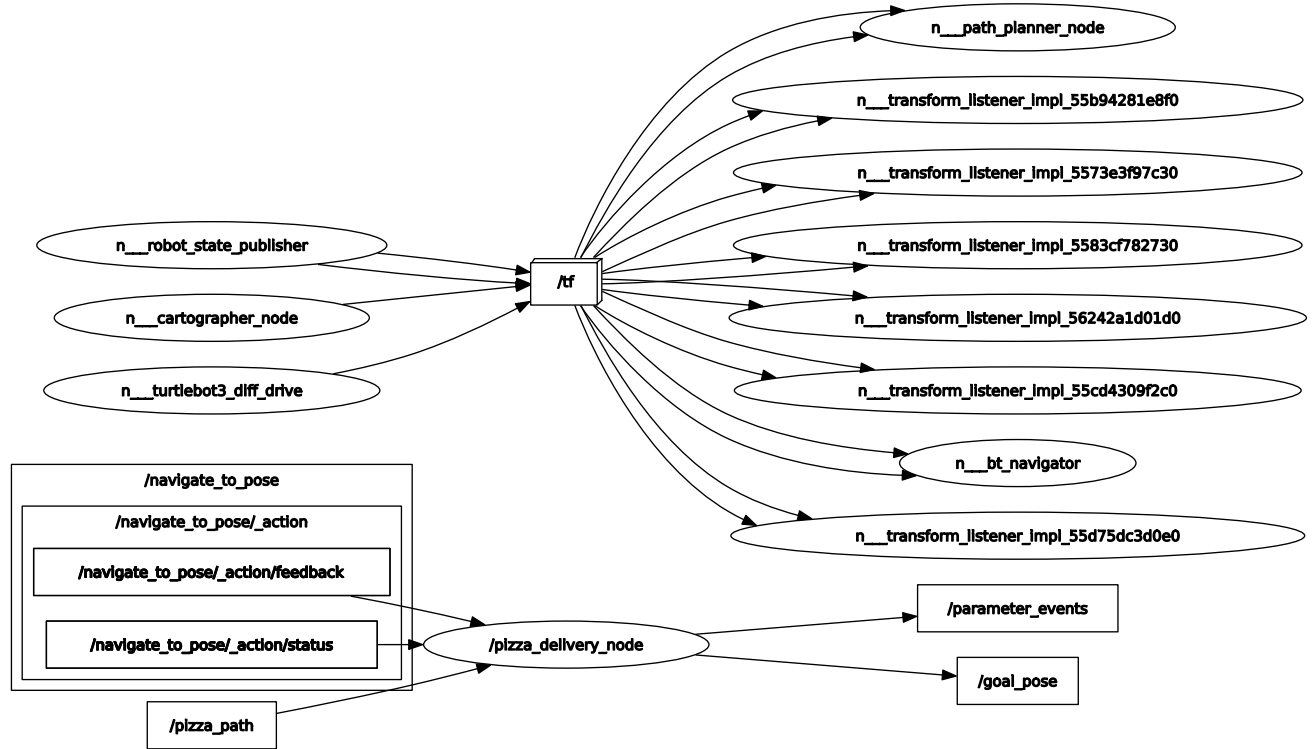 n___path_planner_node
n___transform_listener_impl_55b94281e8f0
n___transform_listener_impl_5573e3f97c30
n___robot_state_publisher
n___transform_listener_impl_5583cf782730
/tf
n___cartographer_node
n___transform_listener_impl_56242a1d01d0
n___turtlebot3_diff_drive
n___transform_listener_impl_55cd4309f2c0
n___bt_navigator
/navigate_to_pose
/navigate_to_pose/_action
n___transform_listener_impl_55d75dc3d0e0
/navigate_to_pose/_action/feedback
/parameter_events
/navigate_to_pose/_action/status
/pizza_delivery_node
/goal_pose
/pizza_path